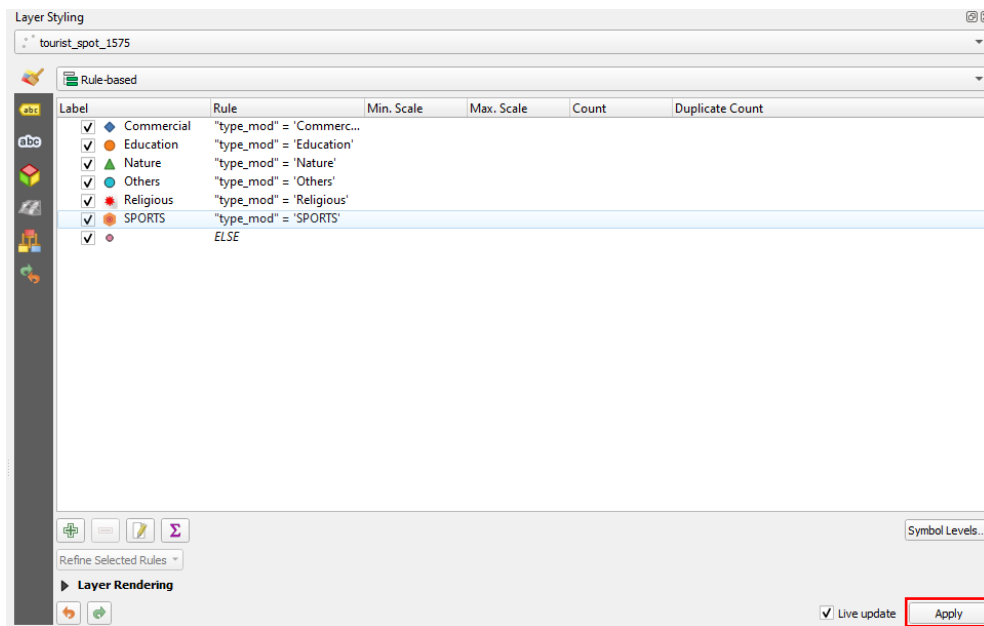 Layer Styling
tourist_spot_1575
Rule-based
Label Rule Min. Scale Max. Scale Count Duplicate Count
Commercial "type_mod" = 'Commerc...
Education "type_mod" = 'Education'
Nature "type_mod" = 'Nature'
Others "type_mod" = 'Others'
Religious "type_mod" = 'Religious'
SPORTS "type_mod" = 'SPORTS'
ELSE
abc
abc
Σ
Symbol Levels...
Refine Selected Rules
Layer Rendering
Live update Apply